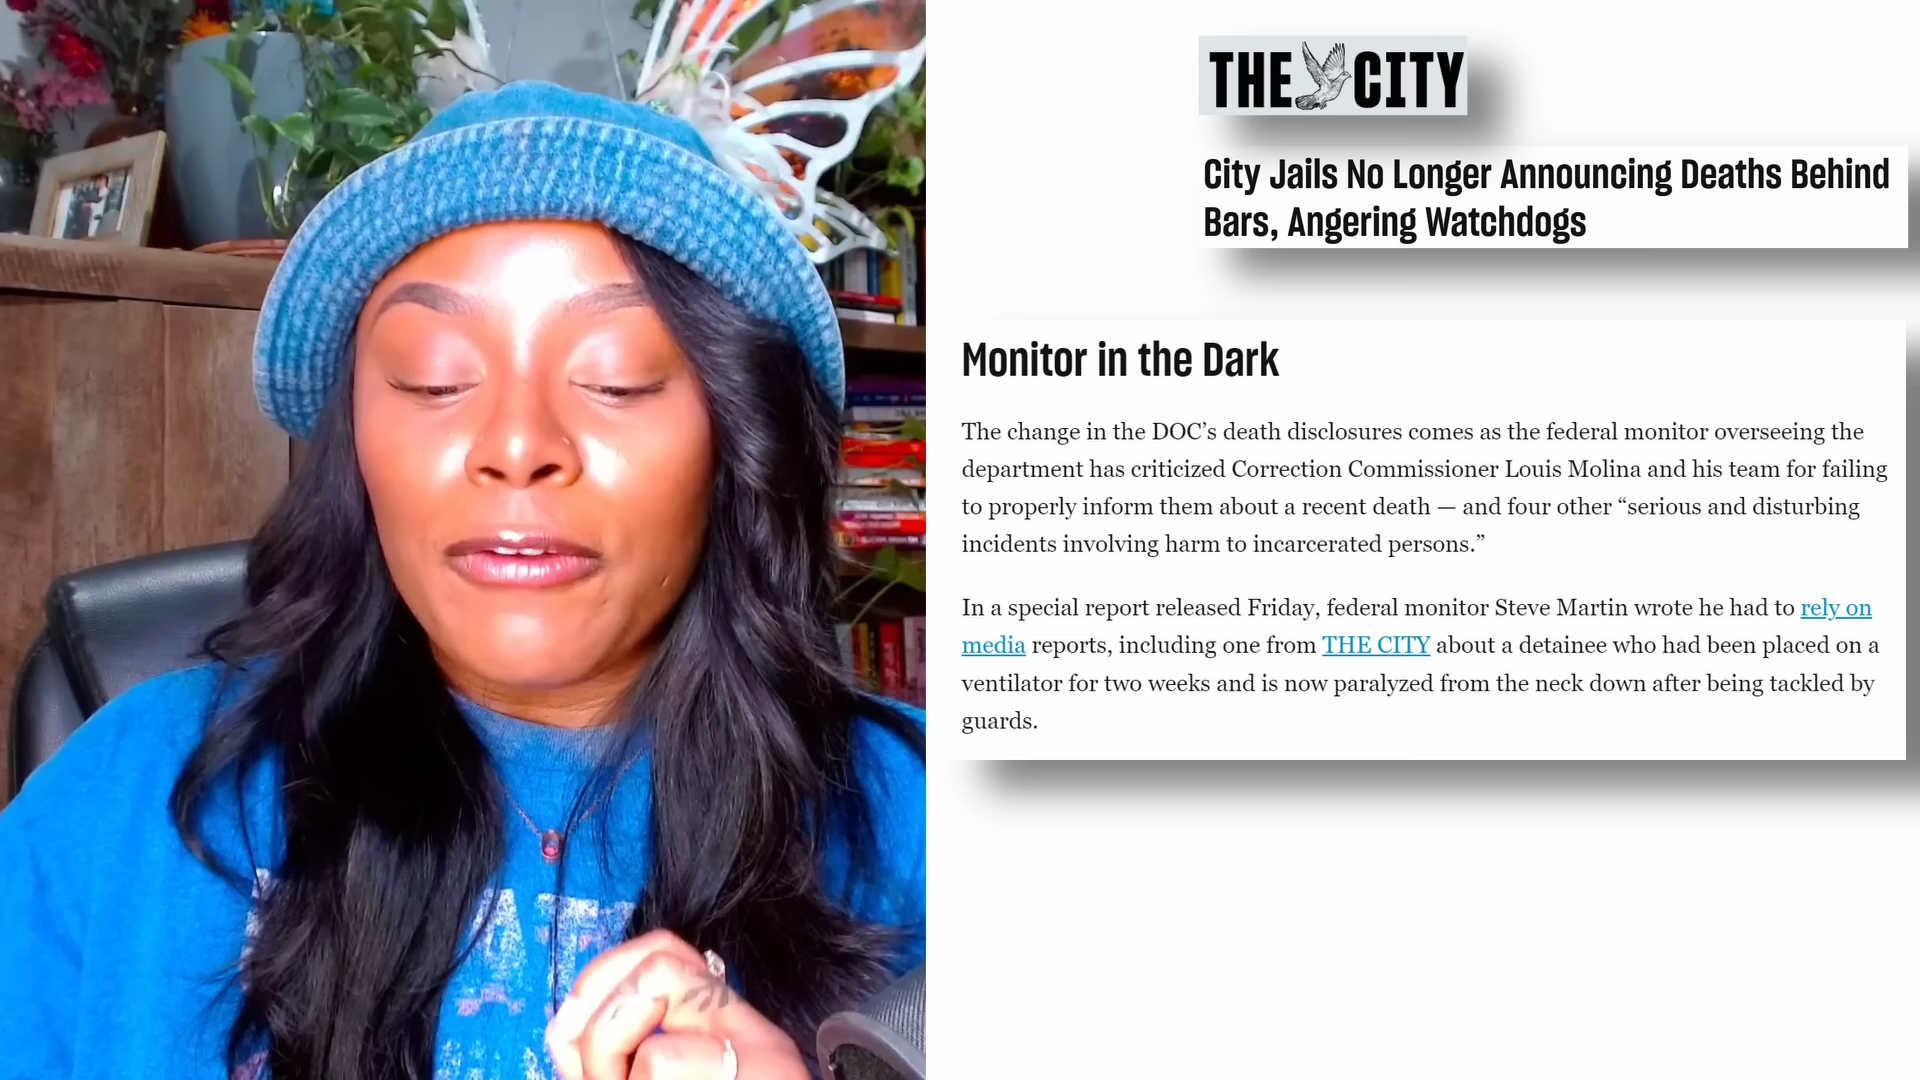 THE CITY
City Jails No Longer Announcing Deaths Behind
Bars, Angering Watchdogs
Monitor in the Dark
The change in the DOC’s death disclosures comes as the federal monitor overseeing the
department has criticized Correction Commissioner Louis Molina and his team for failing
to properly inform them about a recent death — and four other “serious and disturbing
incidents involving harm to incarcerated persons.”
In a special report released Friday, federal monitor Steve Martin wrote he had to rely on
media reports, including one from THE CITY about a detainee who had been placed on a
ventilator for two weeks and is now paralyzed from the neck down after being tackled by
guards.